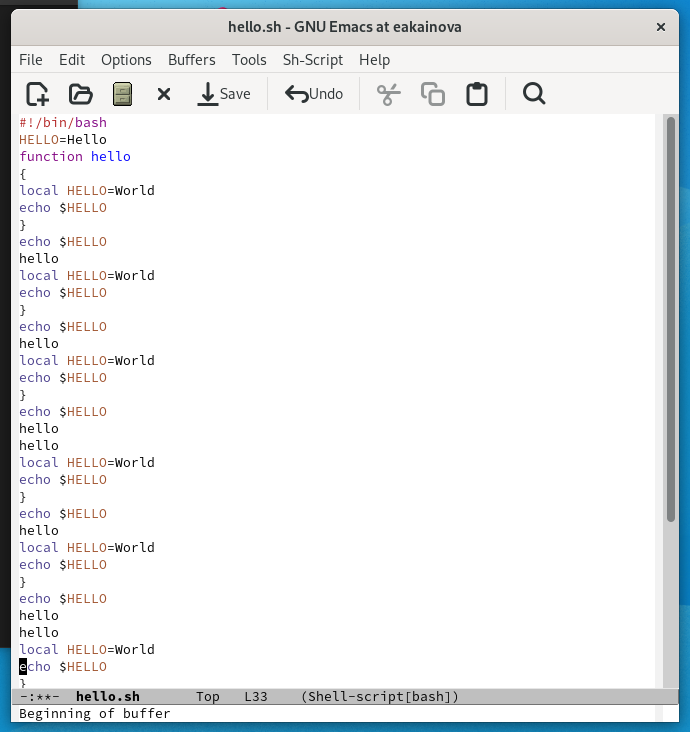 hello.sh - GNU Emacs at eakainova
File Edit Options Buffers Tools Sh-Script Help
Save Undo
#!/bin/bash
HELLO=Hello
function hello
{
local HELLO=World
echo $HELLO
}
echo $HELLO
hello
local HELLO=World
echo $HELLO
}
echo $HELLO
hello
local HELLO=World
echo $HELLO
}
echo $HELLO
hello
hello
local HELLO=World
echo $HELLO
}
echo $HELLO
hello
local HELLO=World
echo $HELLO
}
echo $HELLO
hello
hello
local HELLO=World
echo $HELLO
}
-:**- hello.sh Top L33 (Shell-script[bash])
Beginning of buffer